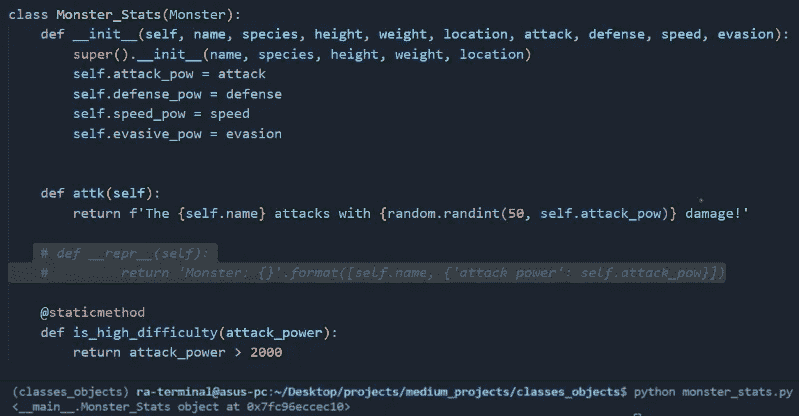 class Monster_Stats(Monster):
    def __init__(self, name, species, height, weight, location, attack, defense, speed, evasion):
        super().__init__(name, species, height, weight, location)
        self.attack_pow = attack
        self.defense_pow = defense
        self.speed_pow = speed
        self.evasive_pow = evasion
    def attk(self):
        return f'The {self.name} attacks with {random.randint(50, self.attack_pow)} damage!'
    # def __repr__(self):
    #       return 'Monster: {}'.format([self.name, {'attach power': self.attack_pow}])
    @staticmethod
    def is_high_difficulty(attack_power):
        return attack_power > 2000
(classes_objects) ra-terminal@asus-pc:~/Desktop/projects/medium_projects/classes_objects$ python monster_stats.py
<__main__.Monster_Stats object at 0x7fc96eccec10>